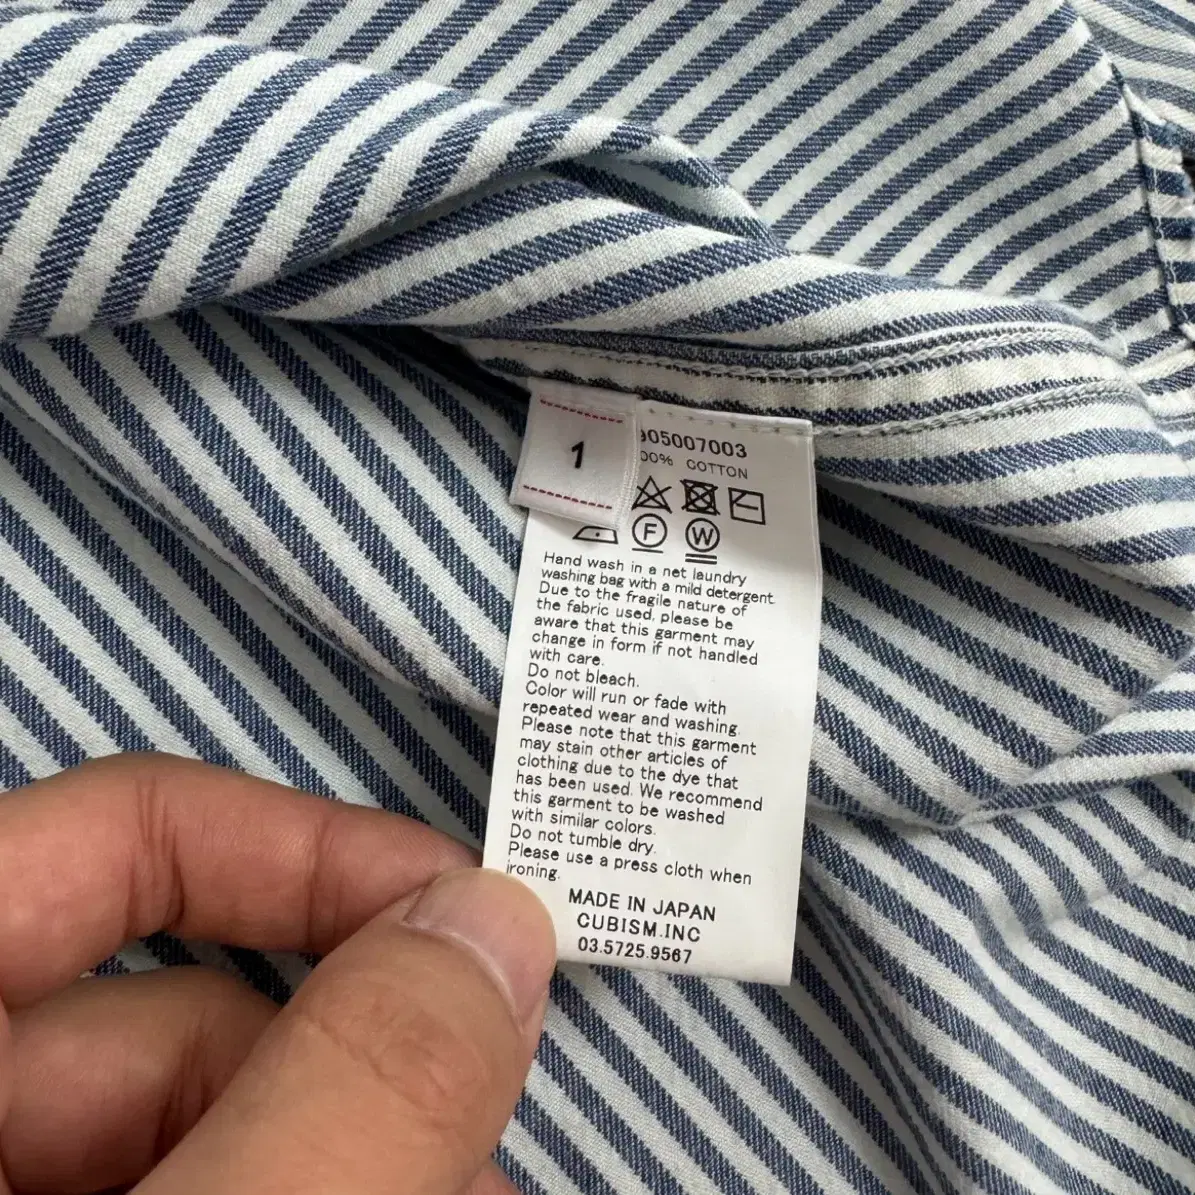 1
905007003
00% COTTON
F W
Hand wash in a net laundry
washing bag with a mild detergent.
Due to the fragile nature of
the fabric used, please be
aware that this garment may
change in form if not handled
with care.
Do not bleach.
Color will run or fade with
repeated wear and washing.
Please note that this garment
may stain other articles of
clothing due to the dye that
has been used. We recommend
this garment to be washed
with similar colors.
Do not tumble dry.
Please use a press cloth when
ironing.
MADE IN JAPAN
CUBISM.INC
03.5725.9567